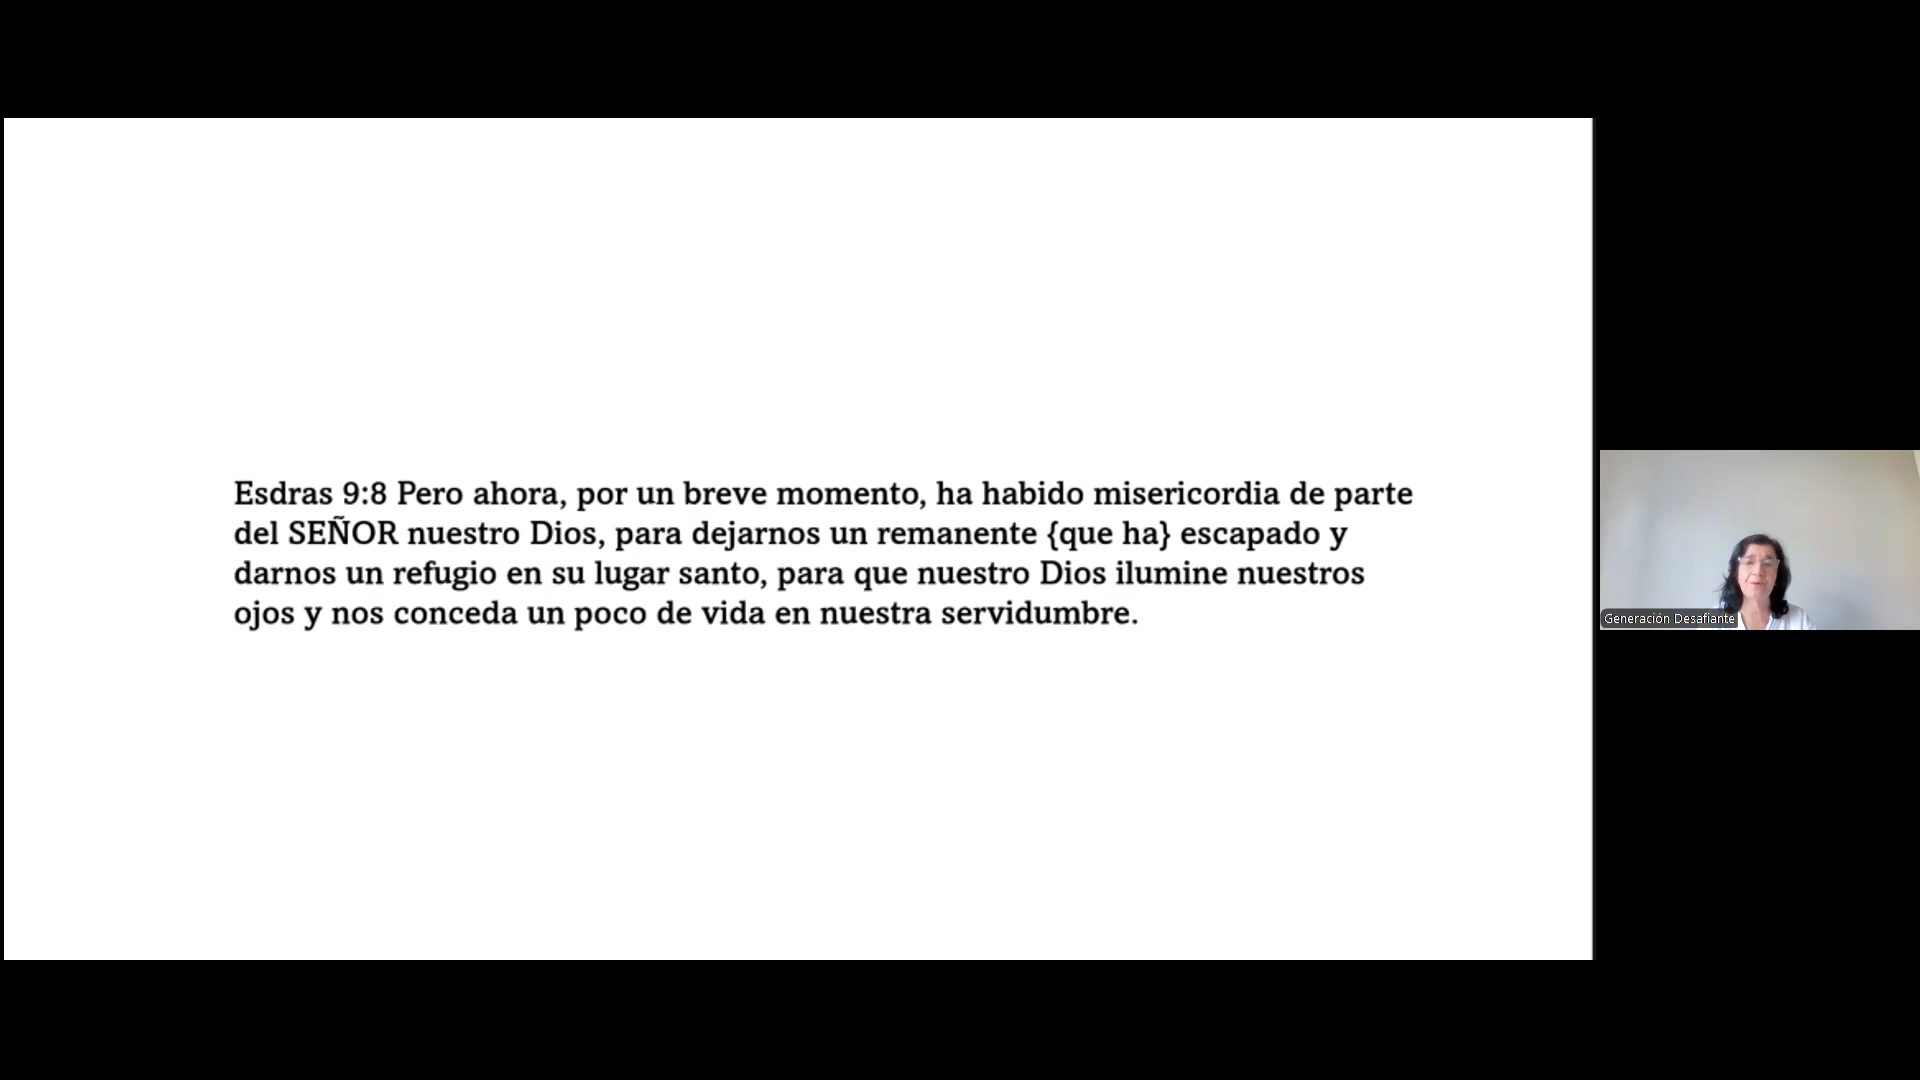 Esdras 9:8 Pero ahora, por un breve momento, ha habido misericordia de parte
del SEÑOR nuestro Dios, para dejarnos un remanente {que ha} escapado y
darnos un refugio en su lugar santo, para que nuestro Dios ilumine nuestros
ojos y nos conceda un poco de vida en nuestra servidumbre.
Generación Desafiante